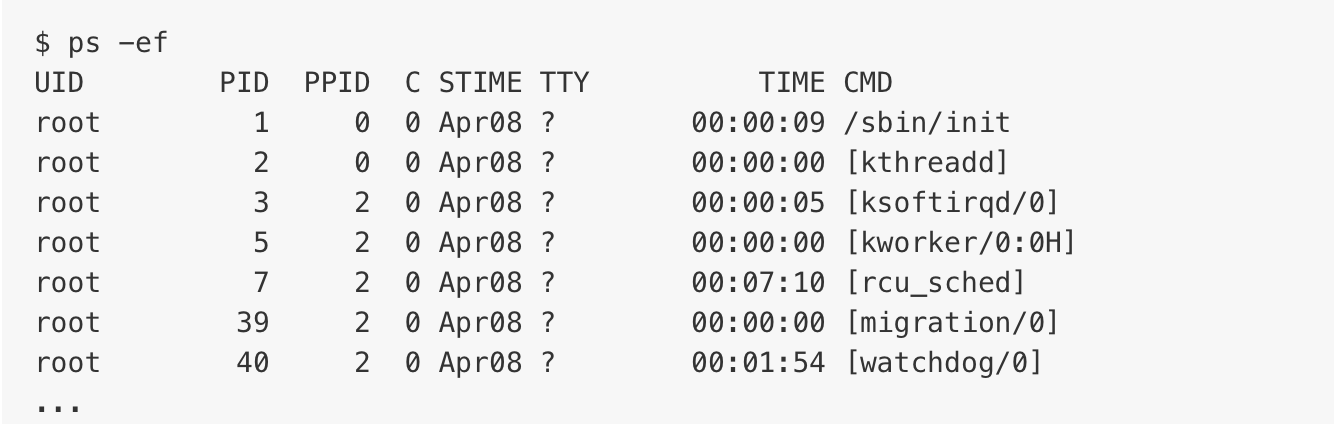 $ ps -ef
UID        PID  PPID  C STIME TTY          TIME CMD
root         1     0  0 Apr08 ?        00:00:09 /sbin/init
root         2     0  0 Apr08 ?        00:00:00 [kthreadd]
root         3     2  0 Apr08 ?        00:00:05 [ksoftirqd/0]
root         5     2  0 Apr08 ?        00:00:00 [kworker/0:0H]
root         7     2  0 Apr08 ?        00:07:10 [rcu_sched]
root        39     2  0 Apr08 ?        00:00:00 [migration/0]
root        40     2  0 Apr08 ?        00:01:54 [watchdog/0]
...